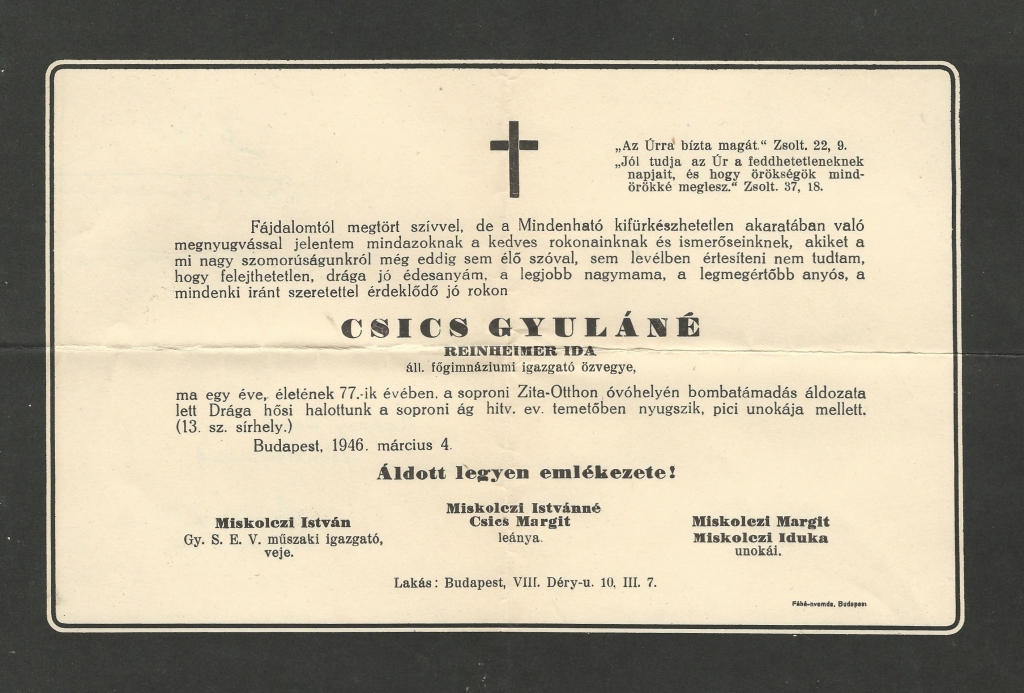 „Az Úrra bízta magát." Zsolt. 22, 9.
„Jól tudja az Úr a feddhetetleneknek
napjait, és hogy örökségök mind-
örökké meglesz." Zsolt. 37, 18.
Fájdalomtól megtört szívvel, de a Mindenható kifürkészhetetlen akaratában való
megnyugvással jelentem mindazoknak a kedves rokonainknak és ismerőseinknek, akiket a
mi nagy szomorúságunkról még eddig sem élő szóval, sem levélben értesíteni nem tudtam,
hogy felejthetetlen, drága jó édesanyám, a legjobb nagymama, a legmegértőbb anyós, a
mindenki iránt szeretettel érdeklődő jó rokon
CSICS GYULÁNÉ
REINHEIMER IDA
áll. főgimnáziumi igazgató özvegye,
ma egy éve, életének 77.-ik évében, a soproni Zita-Otthon óvóhelyén bombatámadás áldozata
lett Drága hősi halottunk a soproni ág hitv. ev. temetőben nyugszik, pici unokája mellett.
(13. sz. sírhely.)
Budapest, 1946. március 4.
Áldott legyen emlékezete!
Miskolczi István
Gy. S. E. V. műszaki igazgató,
veje.
Miskolczi Istvánné
Csics Margit
leánya.
Miskolczi Margit
Miskolczi Iduka
unokái.
Lakás: Budapest, VIII. Déry-u. 10, III. 7.
Fábá-nyomda, Budapest